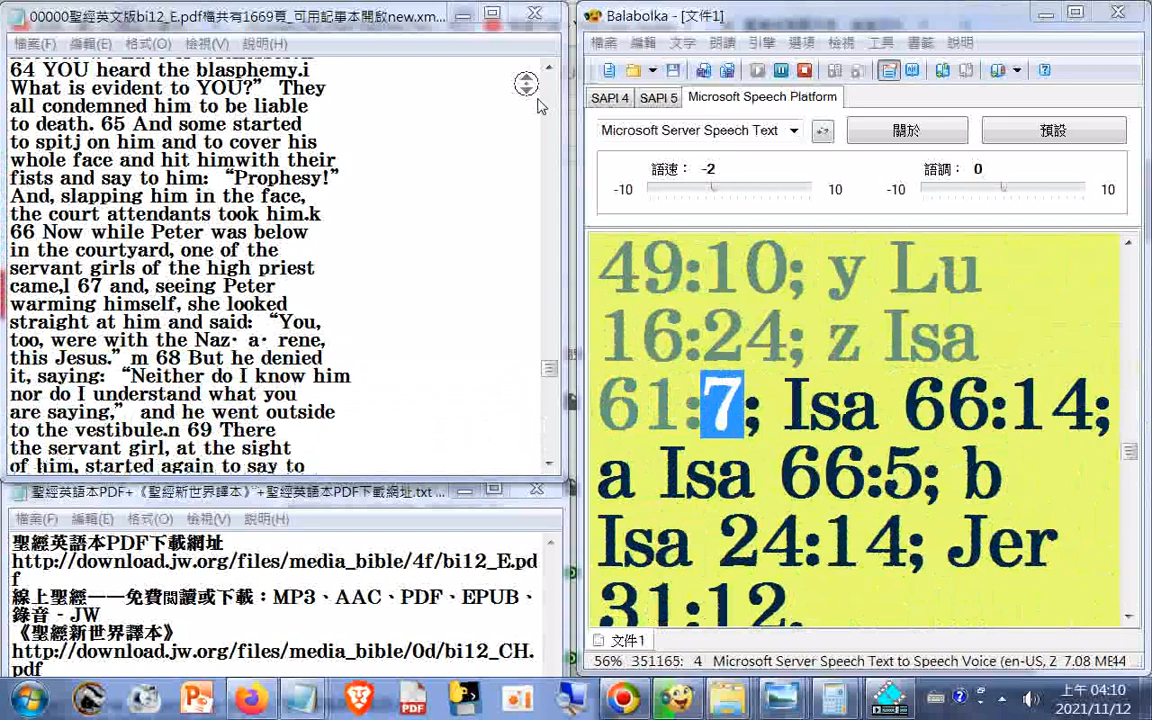 00000聖經英文版bi12_E.pdf檔共有1669頁_可用記事本開啟new.xm...
檔案(F) 編輯(E) 格式(O) 檢視(V) 說明(H)
64 YOU heard the blasphemy.i
What is evident to YOU?” They
all condemned him to be liable
to death. 65 And some started
to spitj on him and to cover his
whole face and hit himwith their
fists and say to him: “Prophesy!”
And, slapping him in the face,
the court attendants took him.k
66 Now while Peter was below
in the courtyard, one of the
servant girls of the high priest
came,l 67 and, seeing Peter
warming himself, she looked
straight at him and said: “You,
too, were with the Naz· a· rene,
this Jesus.” m 68 But he denied
it, saying: “Neither do I know him
nor do I understand what you
are saying,” and he went outside
to the vestibule.n 69 There
the servant girl, at the sight
of him, started again to say to
聖經英語本PDF+《聖經新世界譯本》+聖經英語本PDF下載網址.txt ...
檔案(F) 編輯(E) 格式(O) 檢視(V) 說明(H)
聖經英語本PDF下載網址
http://download.jw.org/files/media_bible/4f/bi12_E.pd
f
線上聖經——免費閱讀或下載：MP3、AAC、PDF、EPUB、
錄音 - JW
《聖經新世界譯本》
http://download.jw.org/files/media_bible/0d/bi12_CH.
pdf
Balabolka - [文件1]
檔案 編輯 文字 朗讀 引擎 選項 檢視 工具 書籤 說明
SAPI 4 SAPI 5 Microsoft Speech Platform
Microsoft Server Speech Text 關於 預設
語速： -2 語調： 0
-10 10 -10 10
49:10; y Lu
16:24; z Isa
61:7; Isa 66:14;
a Isa 66:5; b
Isa 24:14; Jer
31:12.
文件1
56% 351165: 4 Microsoft Server Speech Text to Speech Voice (en-US, Z 7.08 ME44
上午 04:10
2021/11/12